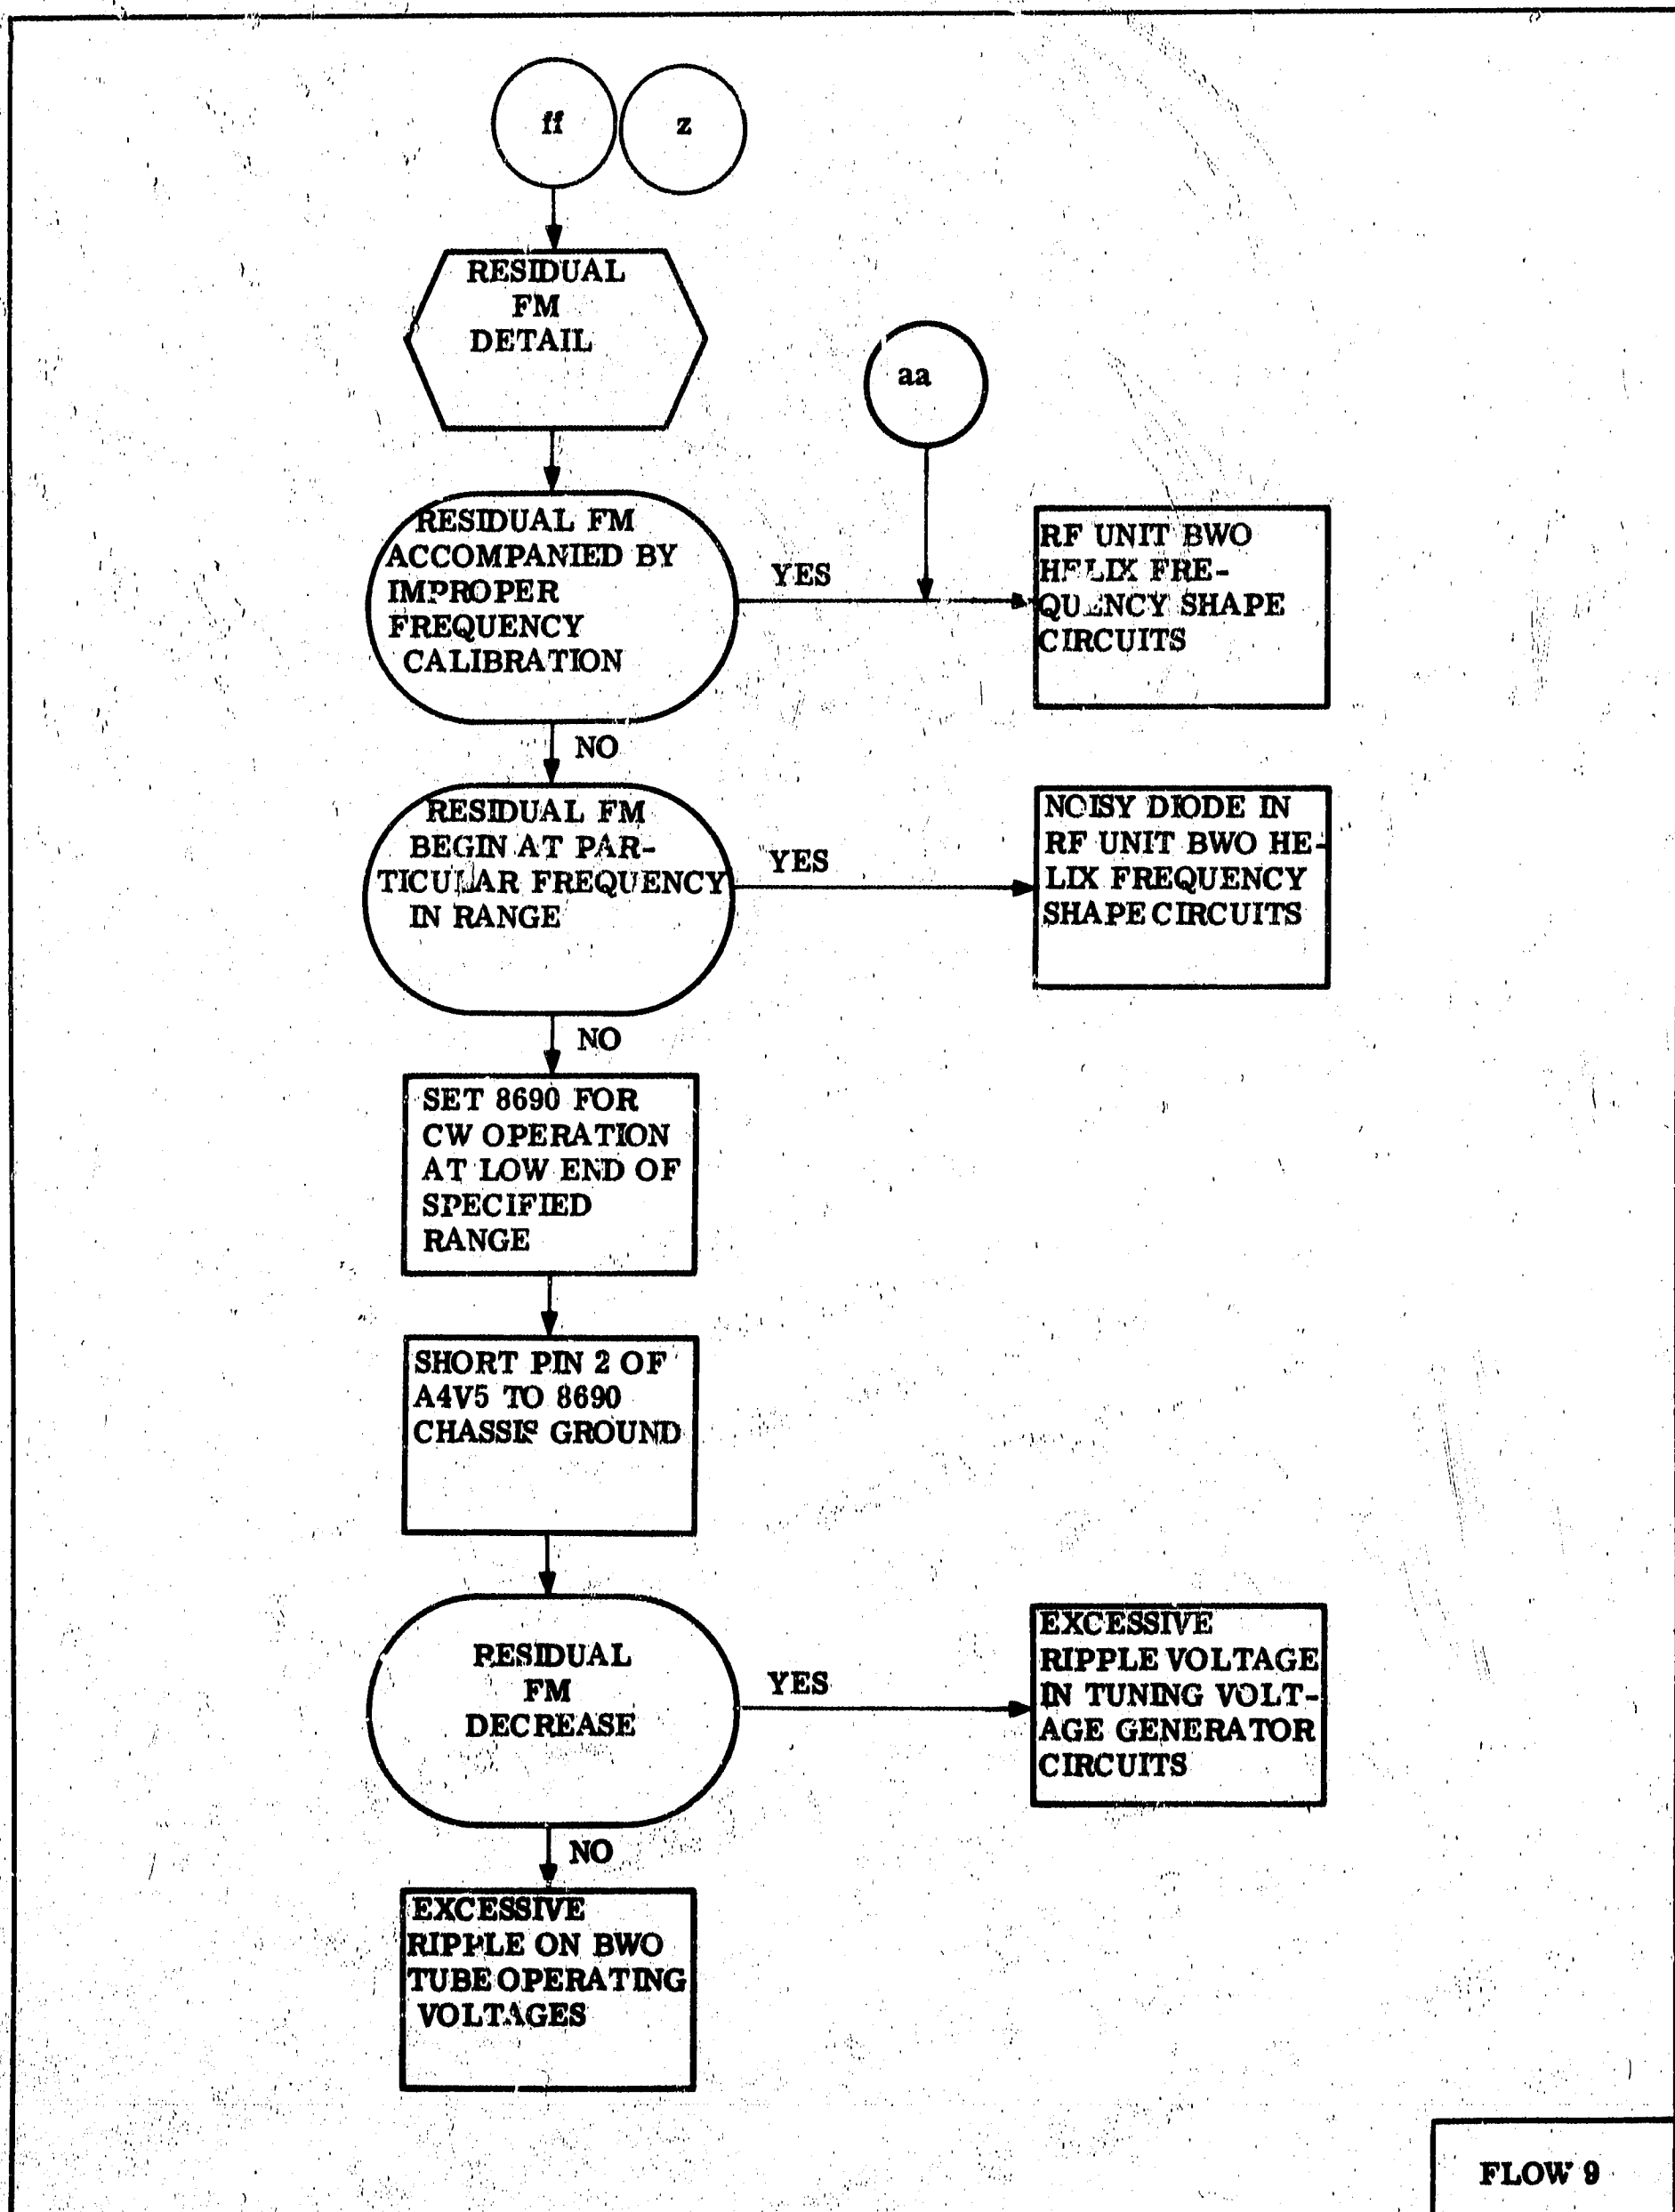 ff
z
RESIDUAL
FM
DETAIL
aa
RESIDUAL FM
ACCOMPANIED BY
IMPROPER
FREQUENCY
CALIBRATION
YES
RF UNIT BWO
HELIX FRE-
QUENCY SHAPE
CIRCUITS
NO
RESIDUAL FM
BEGIN AT PAR-
TICULAR FREQUENCY
IN RANGE
YES
NOISY DIODE IN
RF UNIT BWO HE-
LIX FREQUENCY
SHAPE CIRCUITS
NO
SET 8690 FOR
CW OPERATION
AT LOW END OF
SPECIFIED
RANGE
SHORT PIN 2 OF
A4V5 TO 8690
CHASSIS GROUND
RESIDUAL
FM
DECREASE
YES
EXCESSIVE
RIPPLE VOLTAGE
IN TUNING VOLT-
AGE GENERATOR
CIRCUITS
NO
EXCESSIVE
RIPPLE ON BWO
TUBE OPERATING
VOLTAGES
FLOW 9